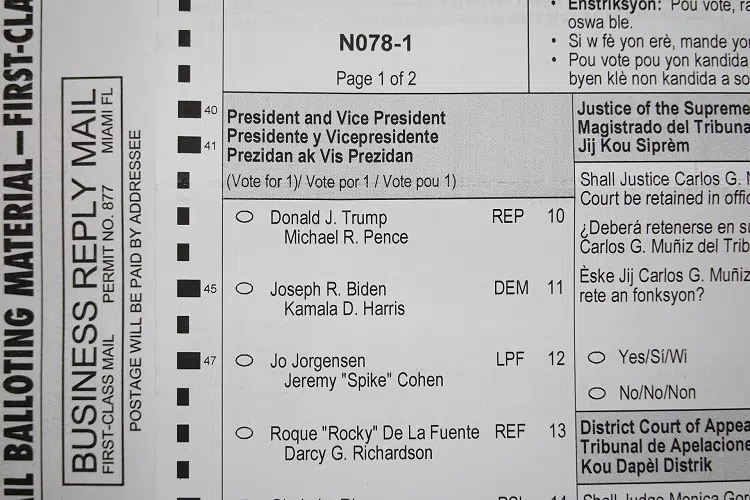 BALLOTING MATERIAL—FIRST-CLA
BUSINESS REPLY MAIL
FIRST-CLASS MAIL PERMIT NO. 877 MIAMI FL
POSTAGE WILL BE PAID BY ADDRESSEE
N078-1
Page 1 of 2
40
41
45
47
President and Vice President
Presidente y Vicepresidente
Prezidan ak Vis Prezidan
(Vote for 1)/ Vote por 1 / Vote pou 1)
Donald J. Trump REP 10
Michael R. Pence
Joseph R. Biden DEM 11
Kamala D. Harris
Jo Jorgensen LPF 12
Jeremy "Spike" Cohen
Roque "Rocky" De La Fuente REF 13
Darcy G. Richardson
• Enstriksyon: Pou vote,
oswa ble.
• Si w fè yon erè, mande
• Pou vote pou yon kandida
byen klè non kandida a
Justice of the Supreme
Magistrado del
Jij Kou Siprèm
Shall Justice Carlos G.
Court be retained in
¿Deberá retenerse en
Carlos G. Muñiz del
Èske Jij Carlos G. Muñiz
rete an fonksyon?
Yes/Sí/Wi
No/No/Non
District Court of
Tribunal de
Kou Dapèl Distrik